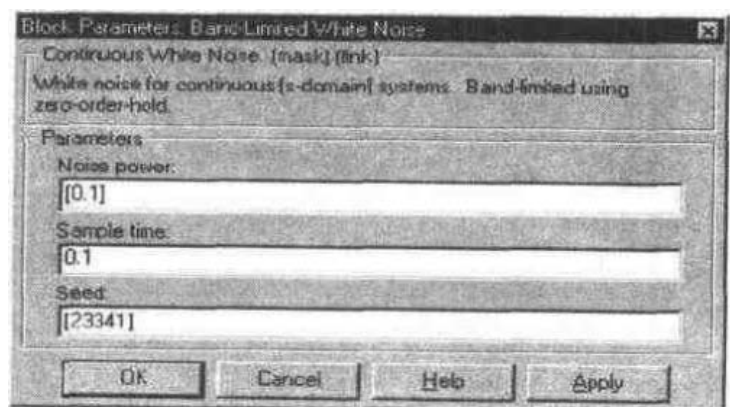 Block Parameters: Band-Limited White Noise
Continuous White Noise. (mask) (link)
White noise for continuous (s-domain) systems. Band-limited using
zero-order-hold.
Parameters
Noise power:
[0.1]
Sample time:
0.1
Seed:
[23341]
OK
Cancel
Help
Apply